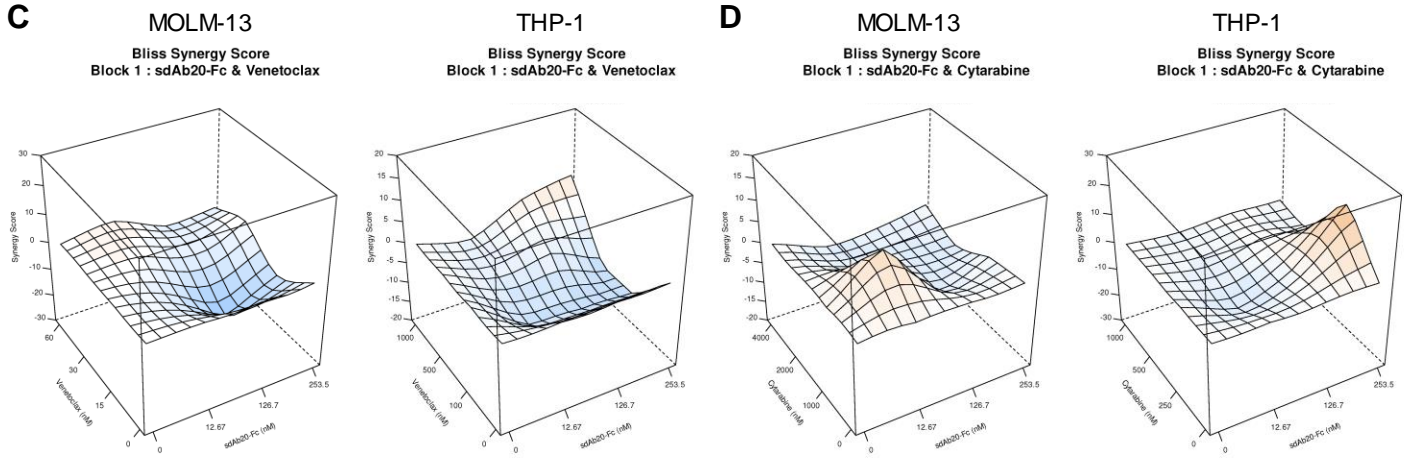 C
MOLM-13
Bliss Synergy Score
Block 1 : sdAb20-Fc & Venetoclax
30
20
10
0
-10
-20
-30
Synergy Score
60
30
15
0
Venetoclax (nM)
0
12.67
126.7
253.5
sdAb20-Fc (nM)
THP-1
Bliss Synergy Score
Block 1 : sdAb20-Fc & Venetoclax
20
15
10
5
0
-5
-10
-15
-20
Synergy Score
1000
500
100
0
Venetoclax (nM)
0
12.67
126.7
253.5
sdAb20-Fc (nM)
D
MOLM-13
Bliss Synergy Score
Block 1 : sdAb20-Fc & Cytarabine
20
15
10
5
0
-5
-10
-15
-20
Synergy Score
4000
2000
1000
0
Cytarabine (nM)
0
12.67
126.7
253.5
sdAb20-Fc (nM)
THP-1
Bliss Synergy Score
Block 1 : sdAb20-Fc & Cytarabine
30
20
10
0
-10
-20
-30
Synergy Score
1000
500
250
0
Cytarabine (nM)
0
12.67
126.7
253.5
sdAb20-Fc (nM)